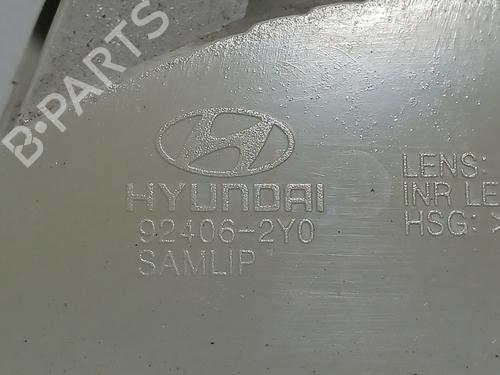 B-PARTS
HYUNDAI
92406-2Y0
SAMLIP
LENS:
INR LE
HSG: >